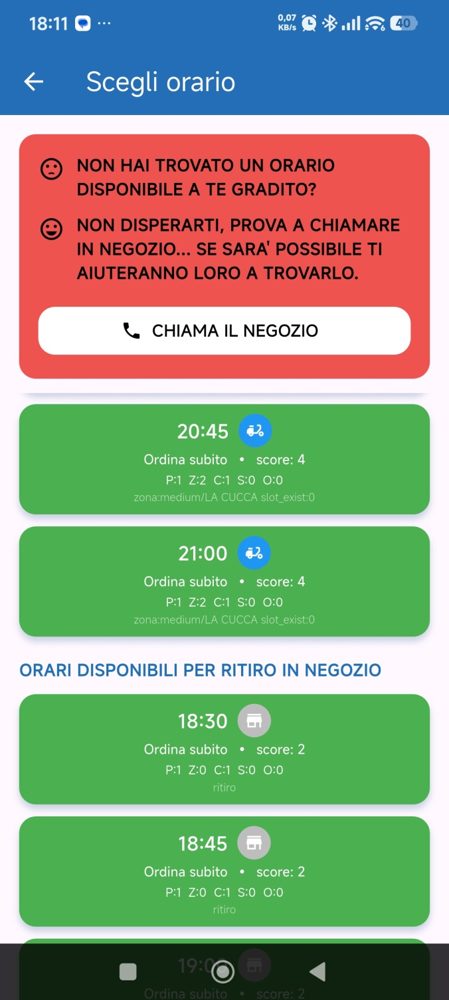 18:11
0,07
KB/s
40
Scegli orario
NON HAI TROVATO UN ORARIO
DISPONIBILE A TE GRADITO?
NON DISPERARTI, PROVA A CHIAMARE
IN NEGOZIO... SE SARA' POSSIBILE TI
AIUTERANNO LORO A TROVARLO.
CHIAMA IL NEGOZIO
20:45
Ordina subito • score: 4
P:1 Z:2 C:1 S:0 O:0
zona:medium/LA CUCCA slot_exist:0
21:00
Ordina subito • score: 4
P:1 Z:2 C:1 S:0 O:0
zona:medium/LA CUCCA slot_exist:0
ORARI DISPONIBILI PER RITIRO IN NEGOZIO
18:30
Ordina subito • score: 2
P:1 Z:0 C:1 S:0 O:0
ritiro
18:45
Ordina subito • score: 2
P:1 Z:0 C:1 S:0 O:0
ritiro
19:00
Ordina subito • score: 2